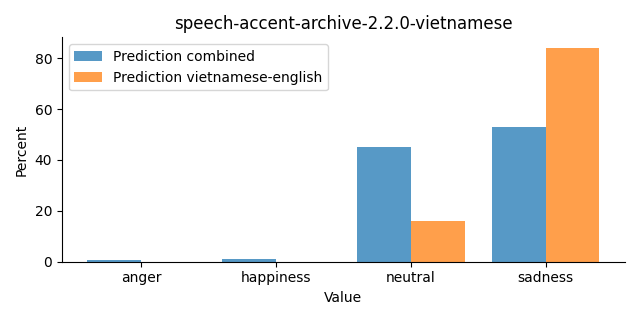 speech-accent-archive-2.2.0-vietnamese
Prediction combined
Prediction vietnamese-english
80
60
40
20
0
Percent
anger happiness neutral sadness
Value